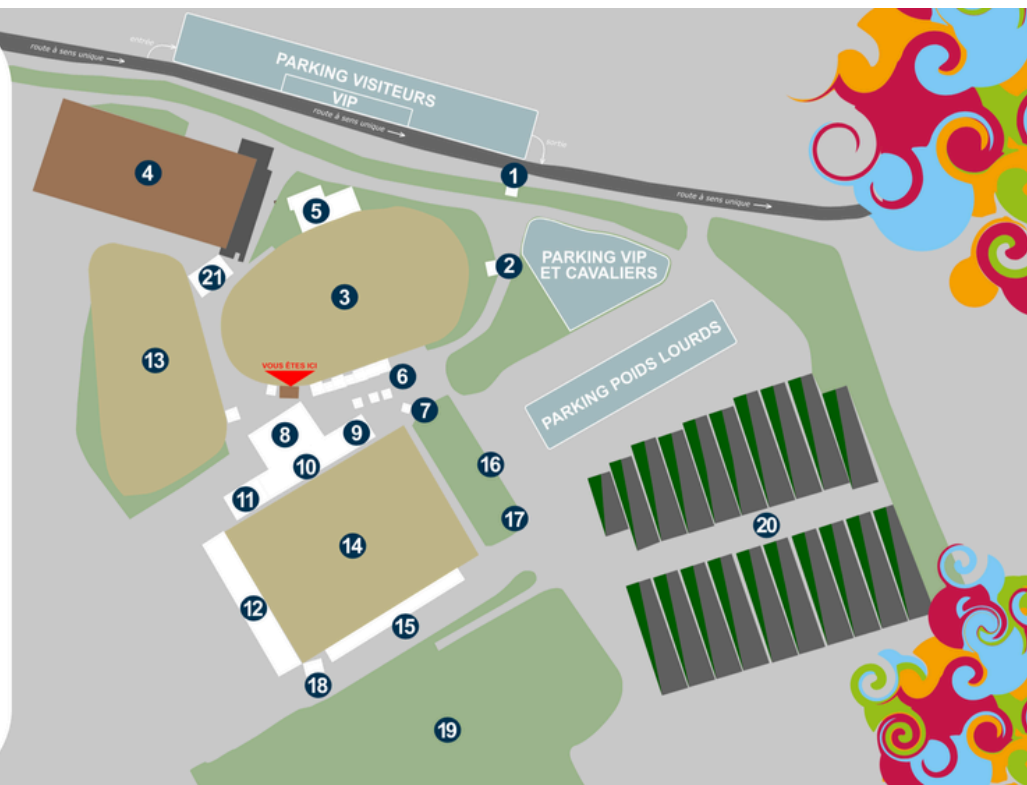 entrée
route à sens unique
PARKING VISITEURS
VIP
route à sens unique
sortie
1
route à sens unique
4
5
2
PARKING VIP
ET CAVALIERS
21
3
13
VOUS ÊTES ICI
6
PARKING POIDS LOURDS
7
8
9
10
16
11
17
20
14
12
15
18
19